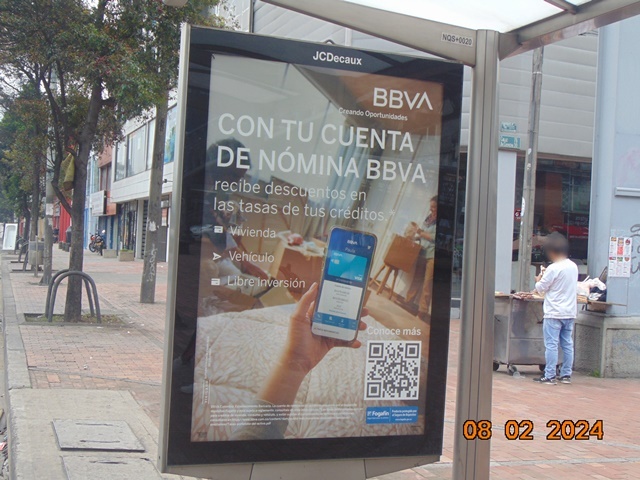 NQS+0020
JCDecaux
BBVA
Creando Oportunidades
CON TU CUENTA
DE NÓMINA BBVA
recibe descuentos en
las tasas de tus créditos
Vivienda
Vehículo
Libre inversión
BBVA
Conoce más
Fogafín
08 02 2024